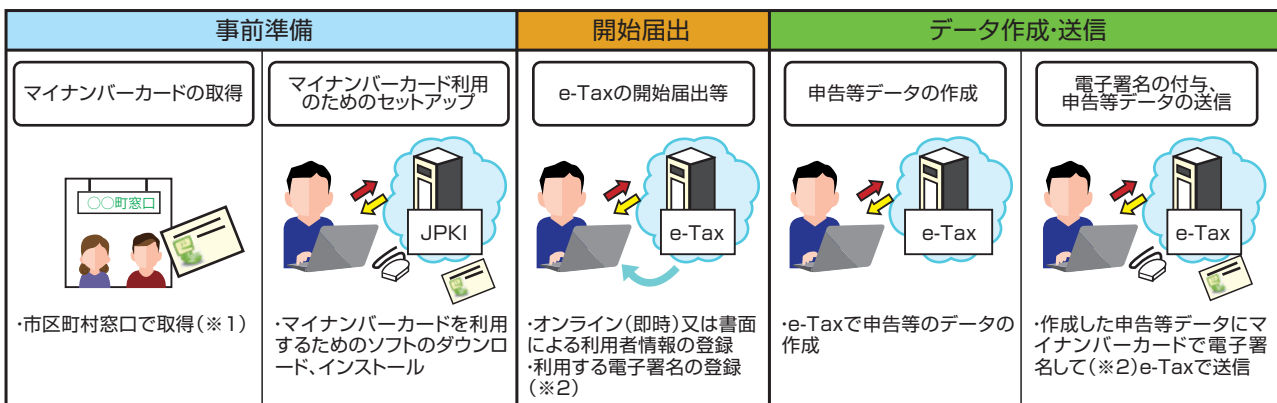 事前準備
開始届出
データ作成・送信
マイナンバーカードの取得
マイナンバーカード利用
のためのセットアップ
e-Taxの開始届出等
申告等データの作成
電子署名の付与、
申告等データの送信
○○町窓口
JPKI
e-Tax
e-Tax
e-Tax
・市区町村窓口で取得(※1)
・マイナンバーカードを利用
するためのソフトのダウンロ
ード、インストール
・オンライン(即時)又は書面
による利用者情報の登録
・利用する電子署名の登録
(※2)
・e-Taxで申告等のデータの
作成
・作成した申告等データにマ
イナンバーカードで電子署
名して(※2)e-Taxで送信